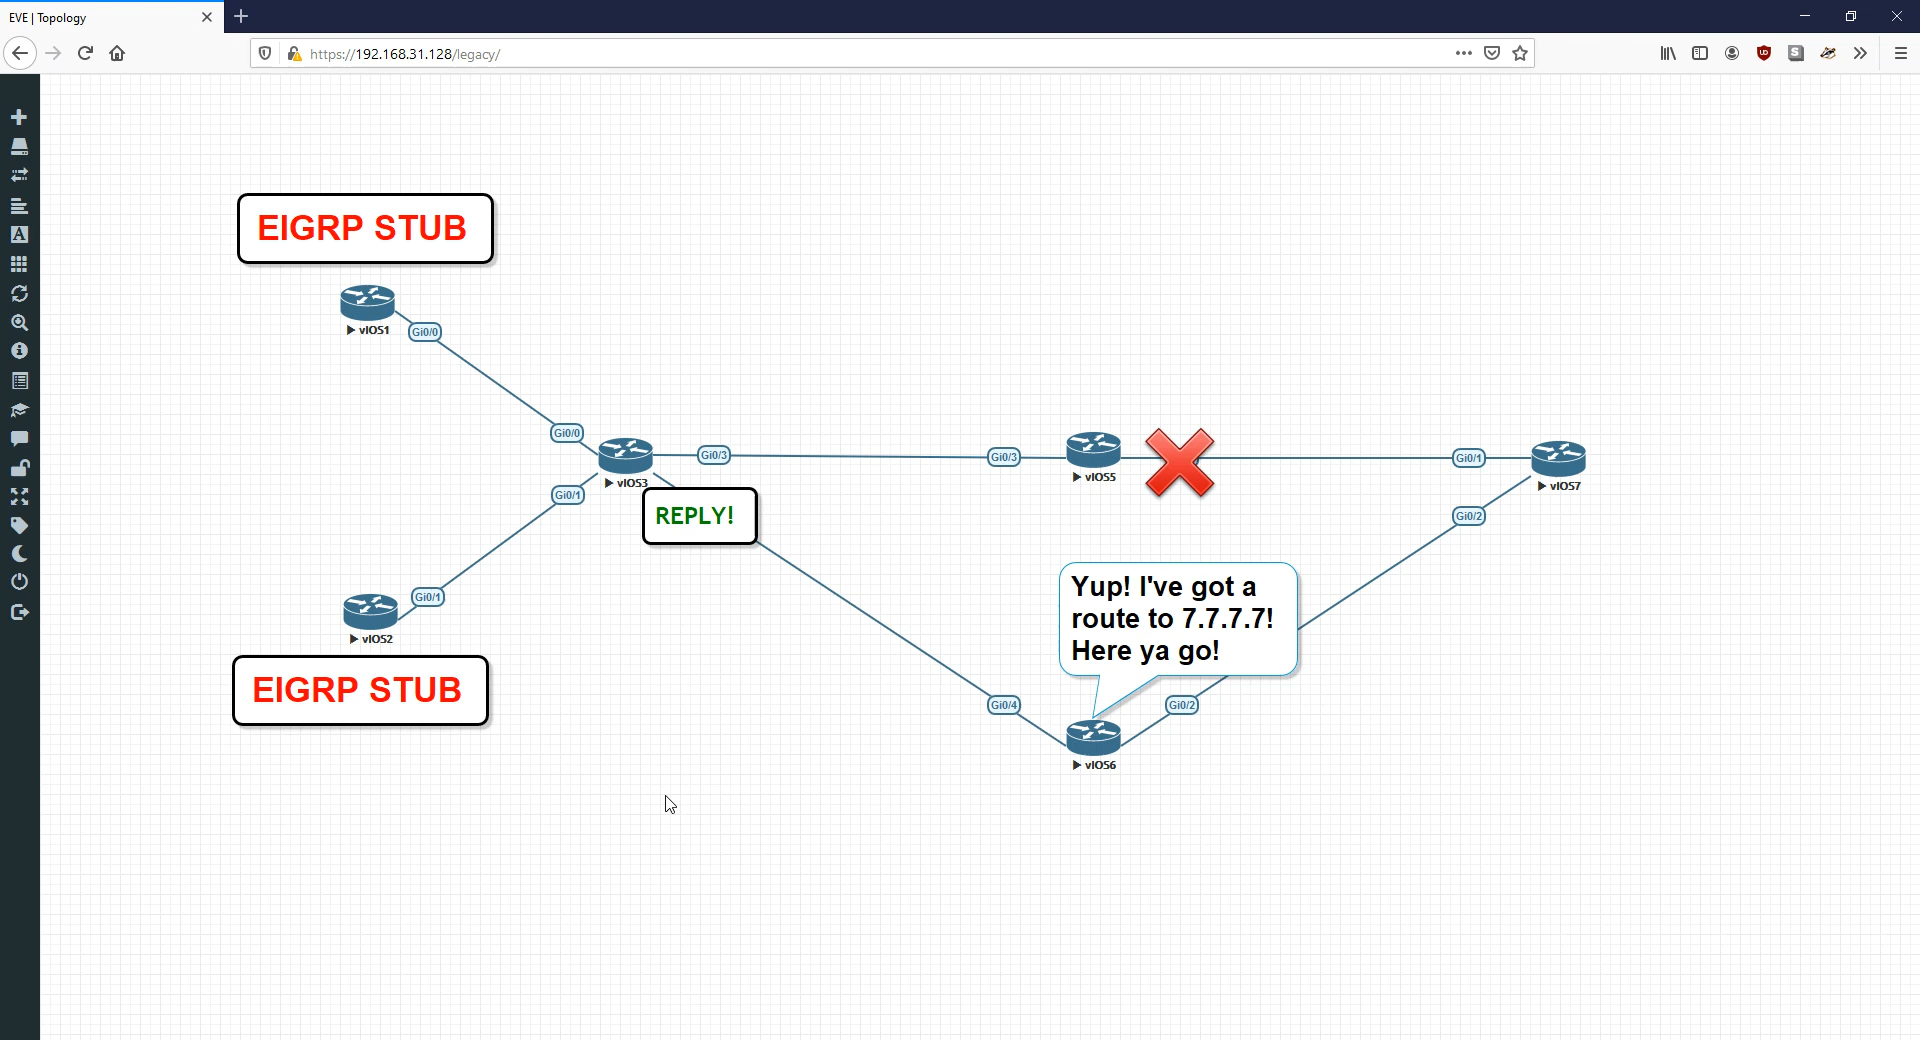 EVE | Topology
https://192.168.31.128/legacy/
EIGRP STUB
vIOS1
Gi0/0
Gi0/0
vIOS3
Gi0/3
Gi0/3
vIOS5
Gi0/1
vIOS7
Gi0/1
REPLY!
Gi0/2
Yup! I've got a
route to 7.7.7.7!
Here ya go!
Gi0/1
vIOS2
EIGRP STUB
Gi0/4
Gi0/2
vIOS6